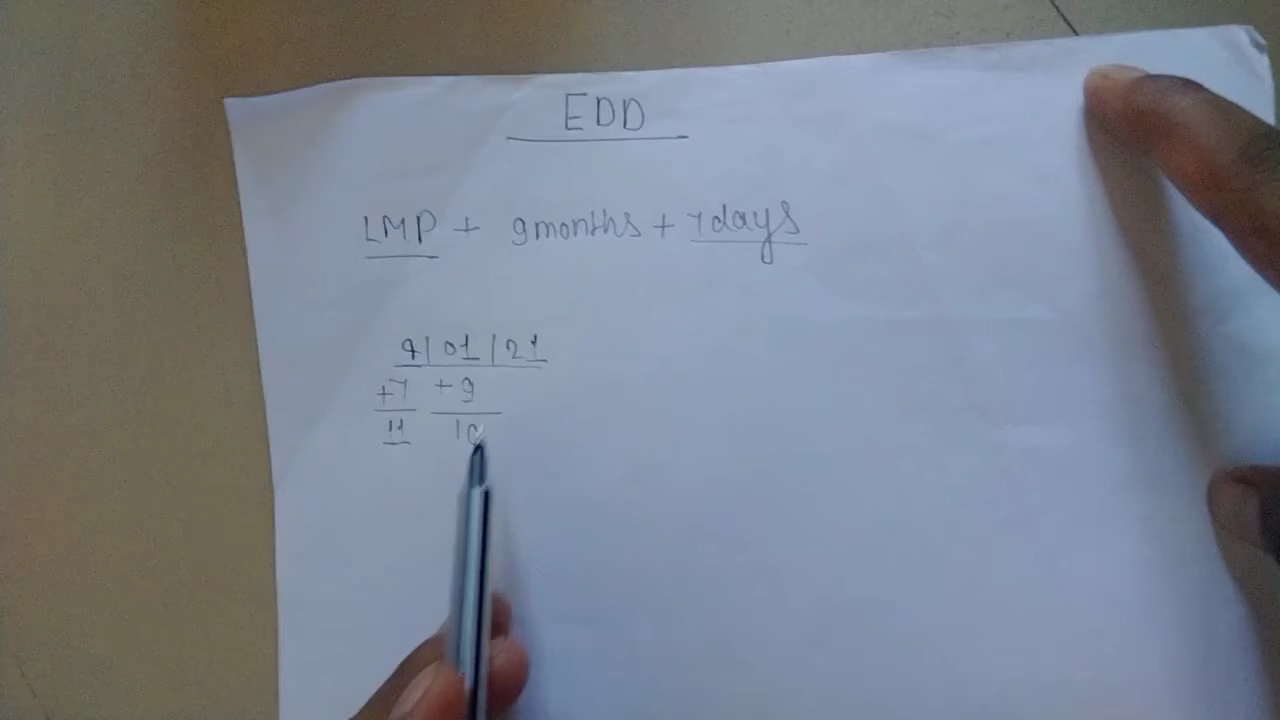 EDD
LMP + 9months + 7days
4/01/21
+7 +9
11 10